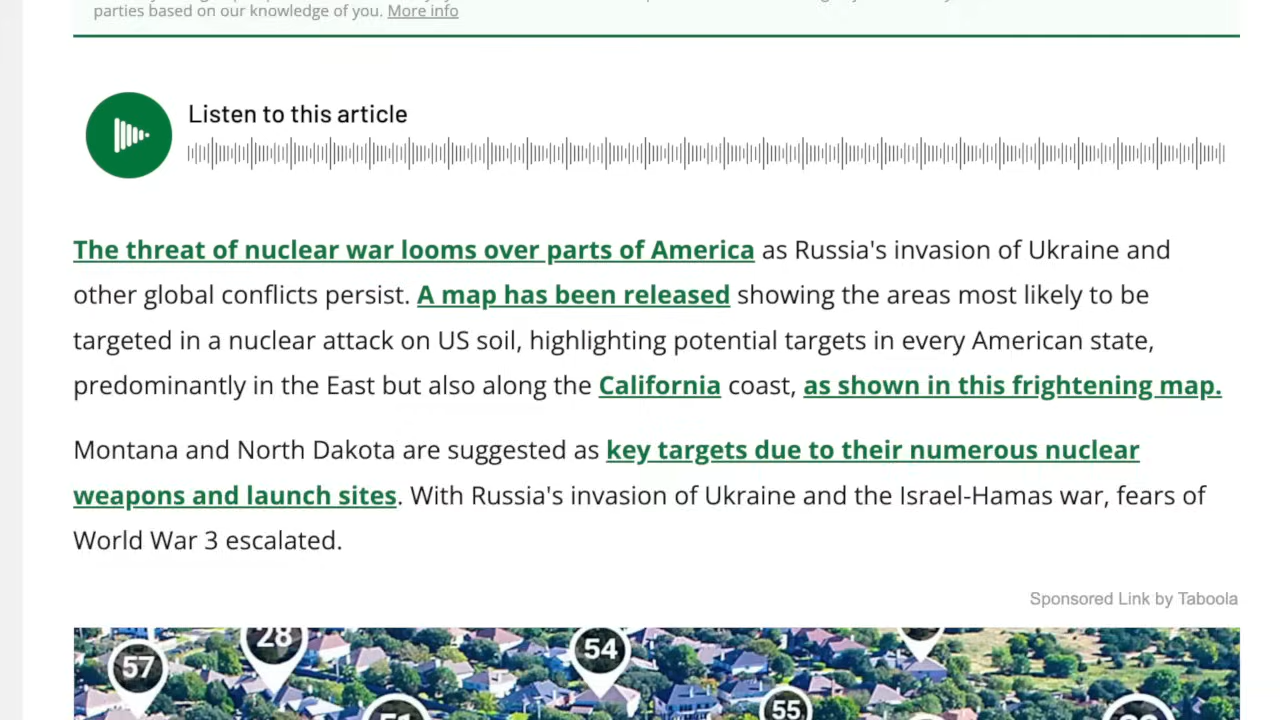 parties based on our knowledge of you. More info
Listen to this article
The threat of nuclear war looms over parts of America as Russia's invasion of Ukraine and
other global conflicts persist. A map has been released showing the areas most likely to be
targeted in a nuclear attack on US soil, highlighting potential targets in every American state,
predominantly in the East but also along the California coast, as shown in this frightening map.
Montana and North Dakota are suggested as key targets due to their numerous nuclear
weapons and launch sites. With Russia's invasion of Ukraine and the Israel-Hamas war, fears of
World War 3 escalated.
Sponsored Link by Taboola
28
54
57
55